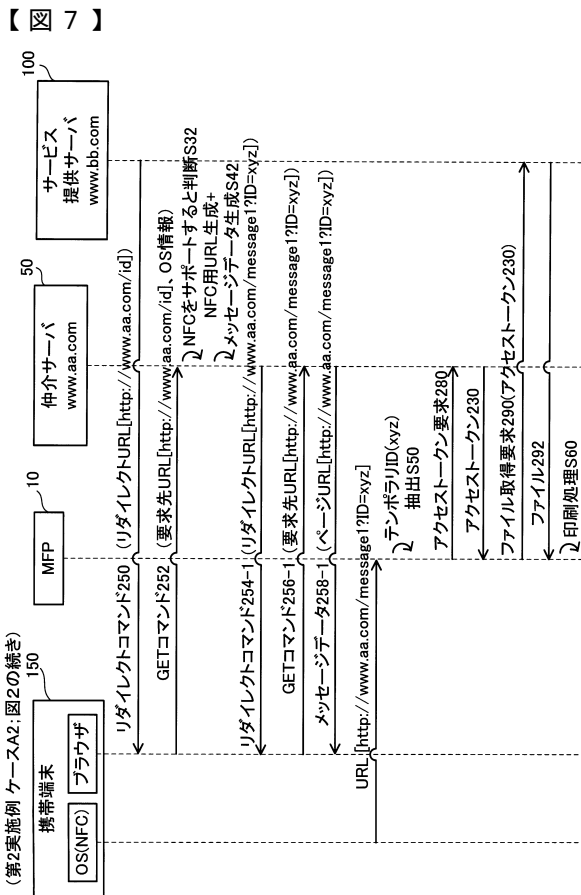 【図７】
(第2実施例 ケースA2；図2の続き)
150
携帯端末
OS(NFC)
ブラウザ
10
MFP
50
仲介サーバ
www.aa.com
100
サービス
提供サーバ
www.bb.com
リダイレクトコマンド250 (リダイレクトURL[http://www.aa.com/id])
GETコマンド252 (要求先URL[http://www.aa.com/id]、OS情報)
NFCをサポートすると判断S32
NFC用URL生成+
メッセージデータ生成S42
リダイレクトコマンド254-1 (リダイレクトURL[http://www.aa.com/message1?ID=xyz])
GETコマンド256-1 (要求先URL[http://www.aa.com/message1?ID=xyz])
メッセージデータ258-1 (ページURL[http://www.aa.com/message1?ID=xyz])
URL [http://www.aa.com/message1?ID=xyz]
テンポラリID(xyz)
抽出S50
アクセストークン要求280
アクセストークン230
ファイル取得要求290(アクセストークン230)
ファイル292
印刷処理S60